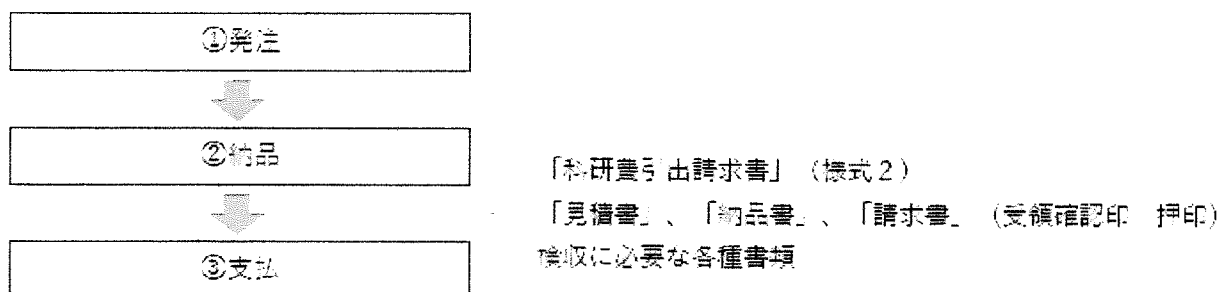 ①発注
②納品
「科研費引出請求書」（様式２）
「見積書」、「納品書」、「請求書」（受領確認印　押印）
検収に必要な各種書類
③支払